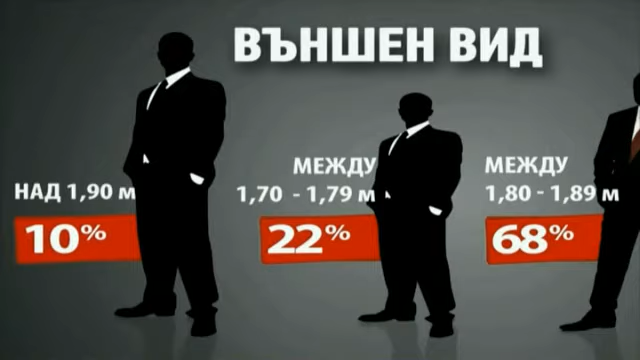 ВЪНШЕН ВИД
НАД 1,90 м
10%
МЕЖДУ
1,70 - 1,79 м
22%
МЕЖДУ
1,80 - 1,89 м
68%